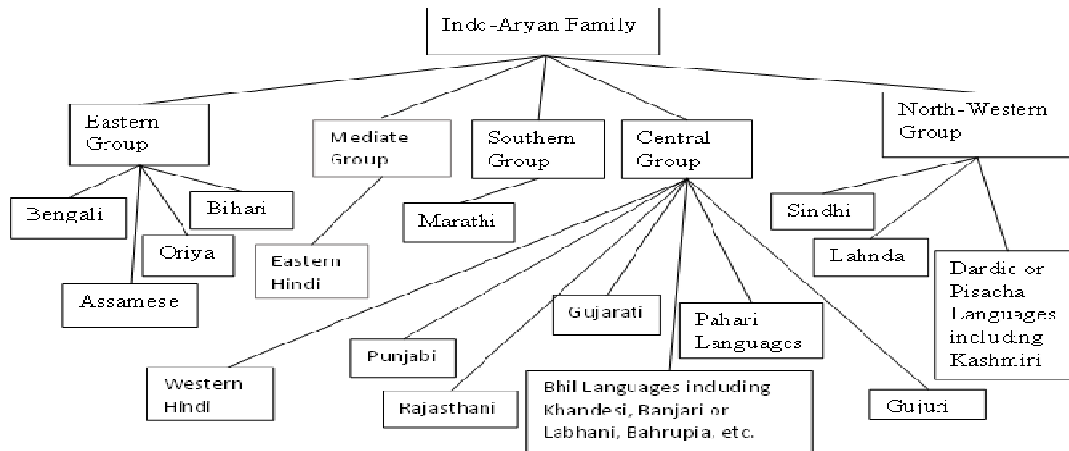 Indo-Aryan Family
Eastern
Group
Mediate
Group
Southern
Group
Central
Group
North-Western
Group
Bengali
Bihari
Oriya
Assamese
Eastern
Hindi
Marathi
Sindhi
Lahnda
Dardic or
Pisacha
Languages
including
Kashmiri
Western
Hindi
Punjabi
Rajasthani
Gujarati
Bhil Languages including
Khandesi, Banjari or
Labhani, Bahrupia, etc.
Pahari
Languages
Gujuri